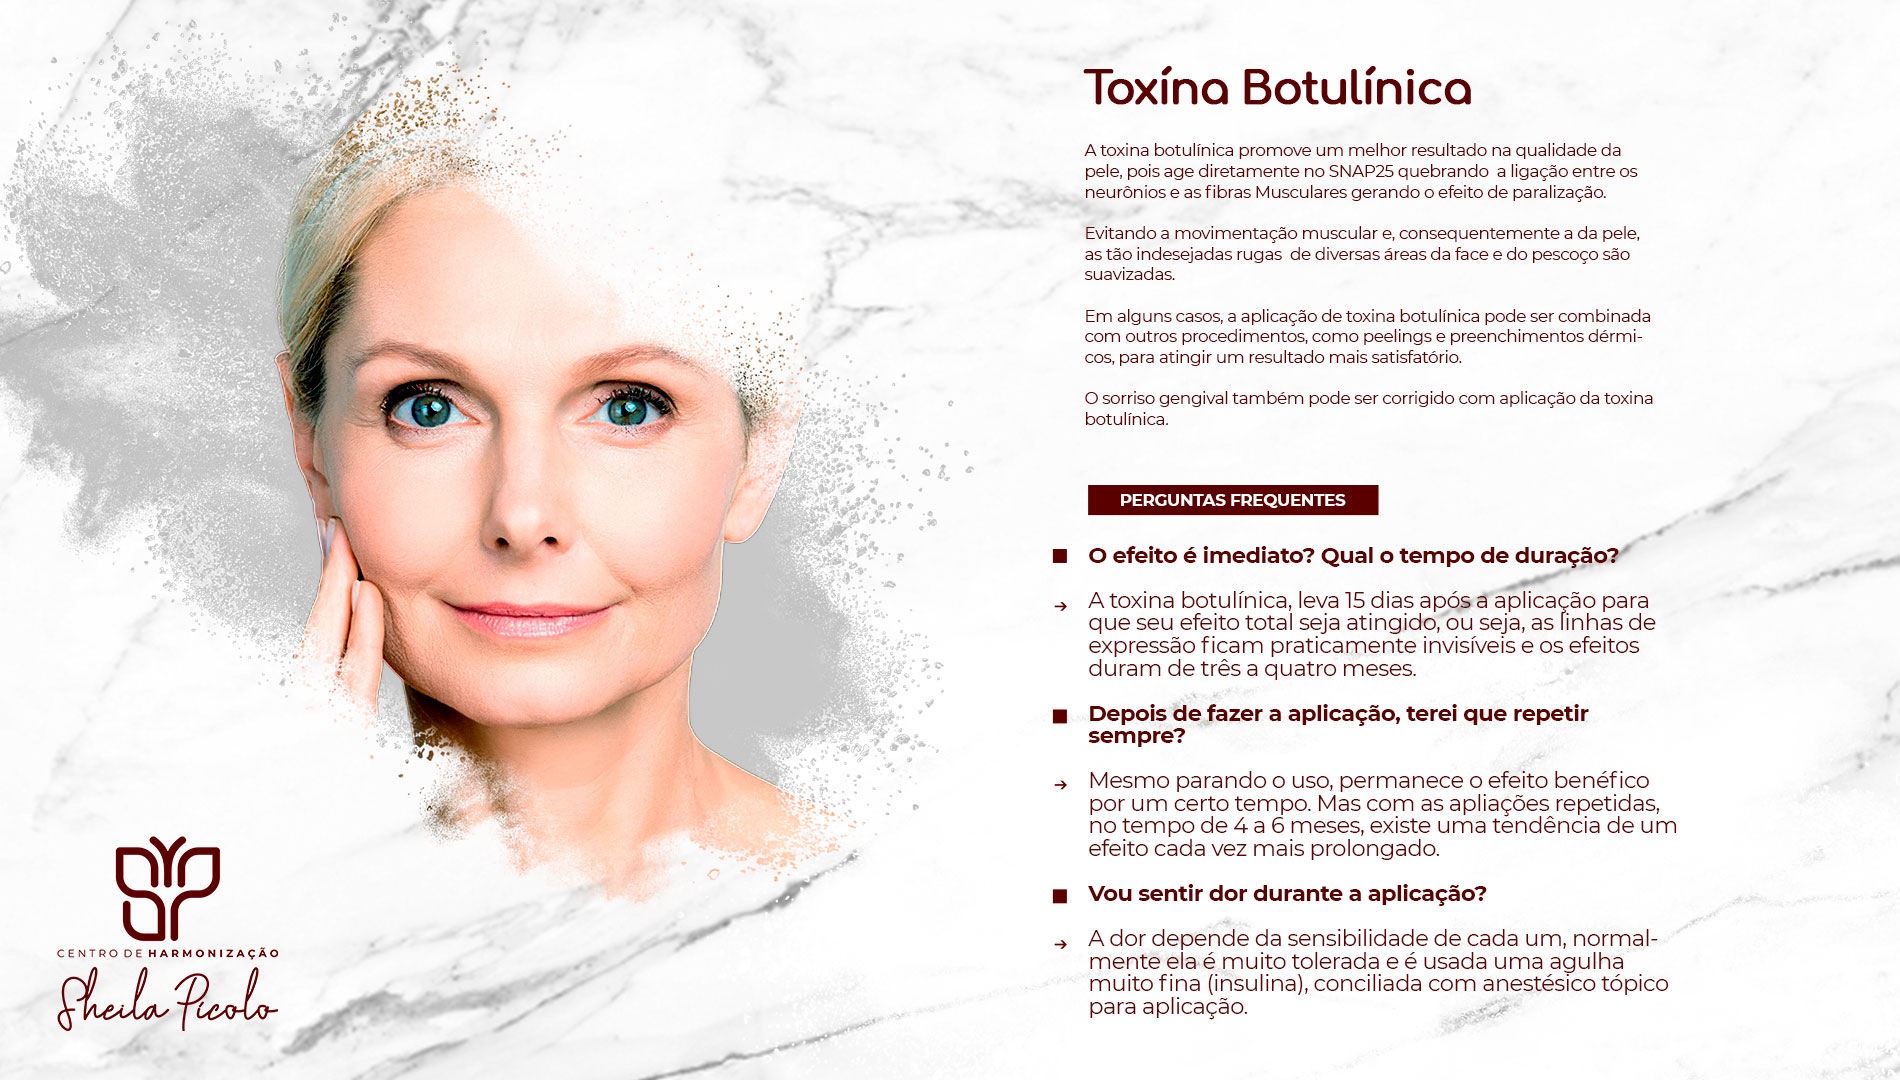 Toxína Botulínica
A toxina botulínica promove um melhor resultado na qualidade da
pele, pois age diretamente no SNAP25 quebrando a ligação entre os
neurônios e as fibras Musculares gerando o efeito de paralização.
Evitando a movimentação muscular e, consequentemente a da pele,
as tão indesejadas rugas de diversas áreas da face e do pescoço são
suavizadas.
Em alguns casos, a aplicação de toxina botulínica pode ser combinada
com outros procedimentos, como peelings e preenchimentos dérmi-
cos, para atingir um resultado mais satisfatório.
O sorriso gengival também pode ser corrigido com aplicação da toxina
botulínica.
PERGUNTAS FREQUENTES
■ O efeito é imediato? Qual o tempo de duração?
→ A toxina botulínica, leva 15 dias após a aplicação para
que seu efeito total seja atingido, ou seja, as linhas de
expressão ficam praticamente invisíveis e os efeitos
duram de três a quatro meses.
■ Depois de fazer a aplicação, terei que repetir
sempre?
→ Mesmo parando o uso, permanece o efeito benéfico
por um certo tempo. Mas com as apliações repetidas,
no tempo de 4 a 6 meses, existe uma tendência de um
efeito cada vez mais prolongado.
■ Vou sentir dor durante a aplicação?
→ A dor depende da sensibilidade de cada um, normal-
mente ela é muito tolerada e é usada uma agulha
muito fina (insulina), conciliada com anestésico tópico
para aplicação.
CENTRO DE HARMONIZAÇÃO
Sheila Picolo